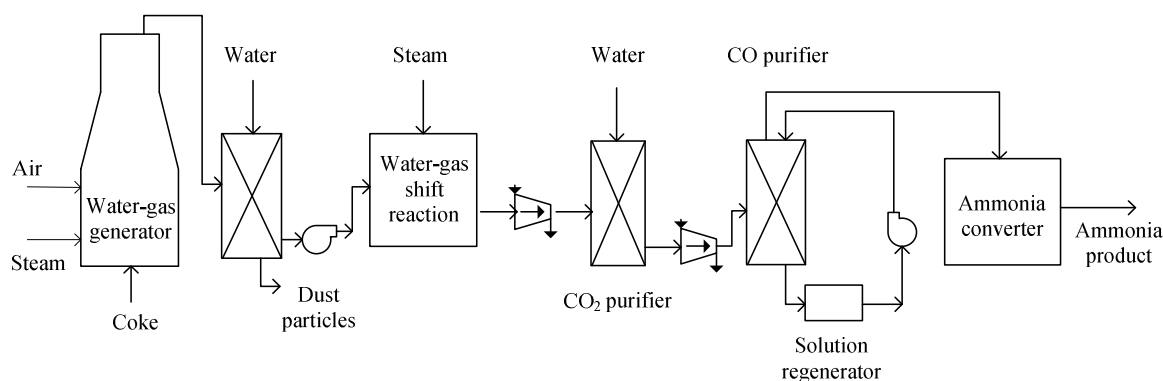 Water
Steam
Water
CO purifier
Air
Water-gas
generator
Water-gas
shift
reaction
Ammonia
converter
Steam
Ammonia
product
Coke
Dust
particles
CO2 purifier
Solution
regenerator